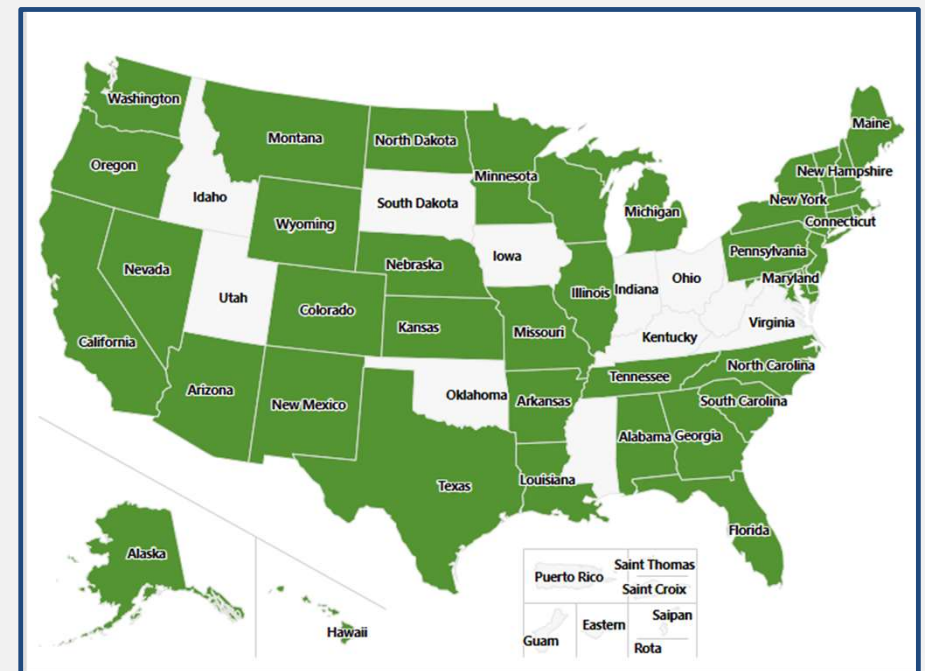 Washington
Montana
North Dakota
Minnesota
Maine
Oregon
Idaho
South Dakota
Michigan
New Hampshire
New York
Connecticut
Wyoming
Nebraska
Iowa
Pennsylvania
Nevada
Utah
Colorado
Illinois
Indiana
Ohio
Maryland
California
Kansas
Missouri
Kentucky
Virginia
Arizona
New Mexico
Oklahoma
Arkansas
Tennessee
North Carolina
South Carolina
Alabama
Georgia
Texas
Louisiana
Florida
Alaska
Hawaii
Puerto Rico
Saint Thomas
Saint Croix
Guam
Eastern
Saipan
Rota